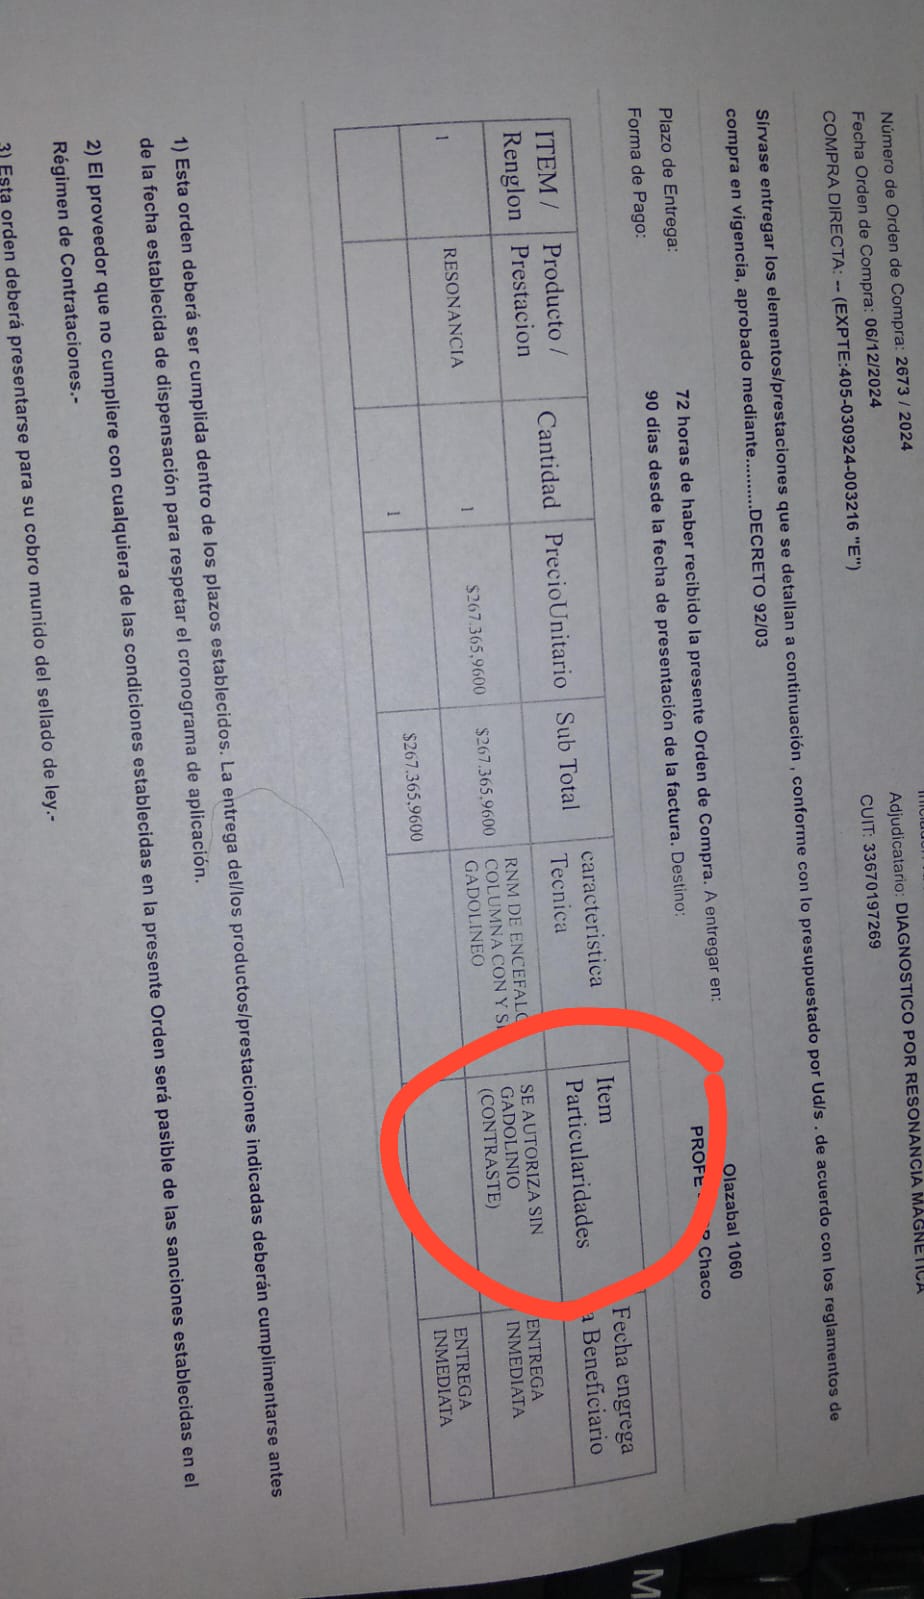 Número de Orden de Compra: 2673 / 2024
Fecha Orden de Compra: 06/12/2024
COMPRA DIRECTA: -- (EXPTE:405-030924-003216 "E")
Adjudicatario: DIAGNOSTICO POR RESONANCIA MAGNETICA
CUIT: 33670197269
Sírvase entregar los elementos/prestaciones que se detallan a continuación , conforme con lo presupuestado por Ud/s . de acuerdo con los reglamentos de
compra en vigencia, aprobado mediante..........DECRETO 92/03
Olazabal 1060
Plazo de Entrega: 72 horas de haber recibido la presente Orden de Compra. A entregar en: PROFE Chaco
Forma de Pago: 90 días desde la fecha de presentación de la factura. Destino:
ITEM / Renglon
Producto / Prestacion
Cantidad
PrecioUnitario
Sub Total
caracteristica Tecnica
Item Particularidades
Fecha engrega a Beneficiario
1
RESONANCIA
1
$267.365,9600
$267.365,9600
RNM DE ENCEFALO
COLUMNA CON Y
GADOLINEO
SE AUTORIZA SIN
GADOLINIO
(CONTRASTE)
ENTREGA
INMEDIATA
1
$267.365,9600
ENTREGA
INMEDIATA
1) Esta orden deberá ser cumplida dentro de los plazos establecidos. La entrega del/los productos/prestaciones indicadas deberán cumplimentarse antes
de la fecha establecida de dispensación para respetar el cronograma de aplicación.
2) El proveedor que no cumpliere con cualquiera de las condiciones establecidas en la presente Orden será pasible de las sanciones establecidas en el
Régimen de Contrataciones.-
3) Esta orden deberá presentarse para su cobro munido del sellado de ley.-
M